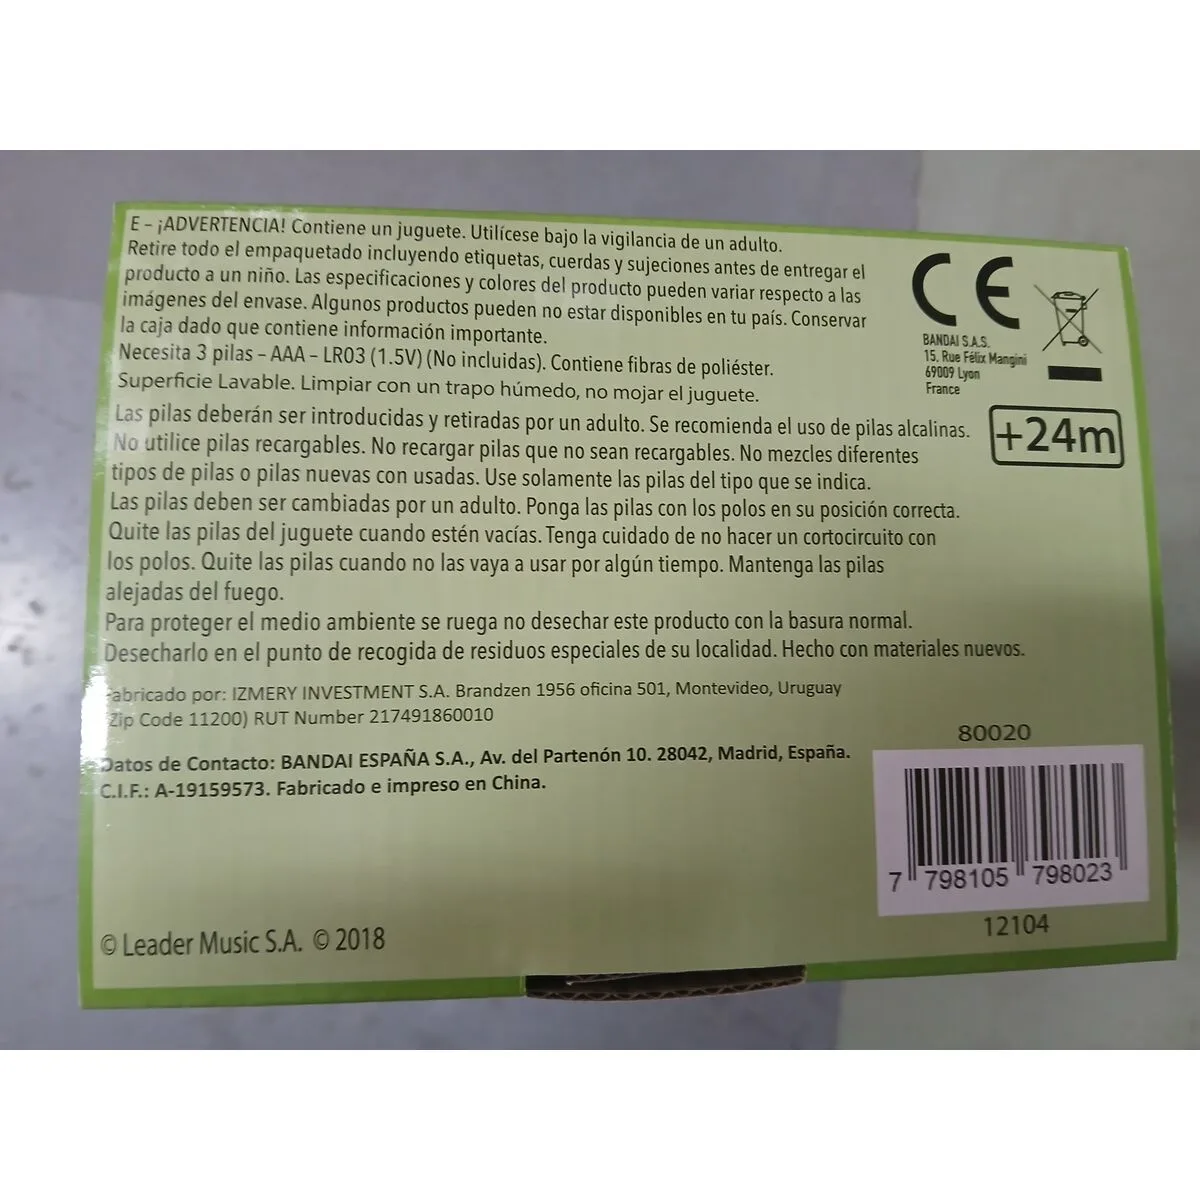 E – ¡ADVERTENCIA! Contiene un juguete. Utilícese bajo la vigilancia de un adulto.
Retire todo el empaquetado incluyendo etiquetas, cuerdas y sujeciones antes de entregar el
producto a un niño. Las especificaciones y colores del producto pueden variar respecto a las
imágenes del envase. Algunos productos pueden no estar disponibles en tu país. Conservar
la caja dado que contiene información importante.
Necesita 3 pilas – AAA – LR03 (1.5V) (No incluidas). Contiene fibras de poliéster.
Superficie Lavable. Limpiar con un trapo húmedo, no mojar el juguete.
Las pilas deberán ser introducidas y retiradas por un adulto. Se recomienda el uso de pilas alcalinas.
No utilice pilas recargables. No recargar pilas que no sean recargables. No mezcles diferentes
tipos de pilas o pilas nuevas con usadas. Use solamente las pilas del tipo que se indica.
Las pilas deben ser cambiadas por un adulto. Ponga las pilas con los polos en su posición correcta.
Quite las pilas del juguete cuando estén vacías. Tenga cuidado de no hacer un cortocircuito con
los polos. Quite las pilas cuando no las vaya a usar por algún tiempo. Mantenga las pilas
alejadas del fuego.
Para proteger el medio ambiente se ruega no desechar este producto con la basura normal.
Desecharlo en el punto de recogida de residuos especiales de su localidad. Hecho con materiales nuevos.
Fabricado por: IZMERY INVESTMENT S.A. Brandzen 1956 oficina 501, Montevideo, Uruguay
(Zip Code 11200) RUT Number 217491860010
Datos de Contacto: BANDAI ESPAÑA S.A., Av. del Partenón 10. 28042, Madrid, España.
C.I.F.: A-19159573. Fabricado e impreso en China.
© Leader Music S.A. © 2018
CE
BANDAI S.A.S.
15, Rue Félix Mangini
69009 Lyon
France
+24m
80020
7 798105 798023
12104